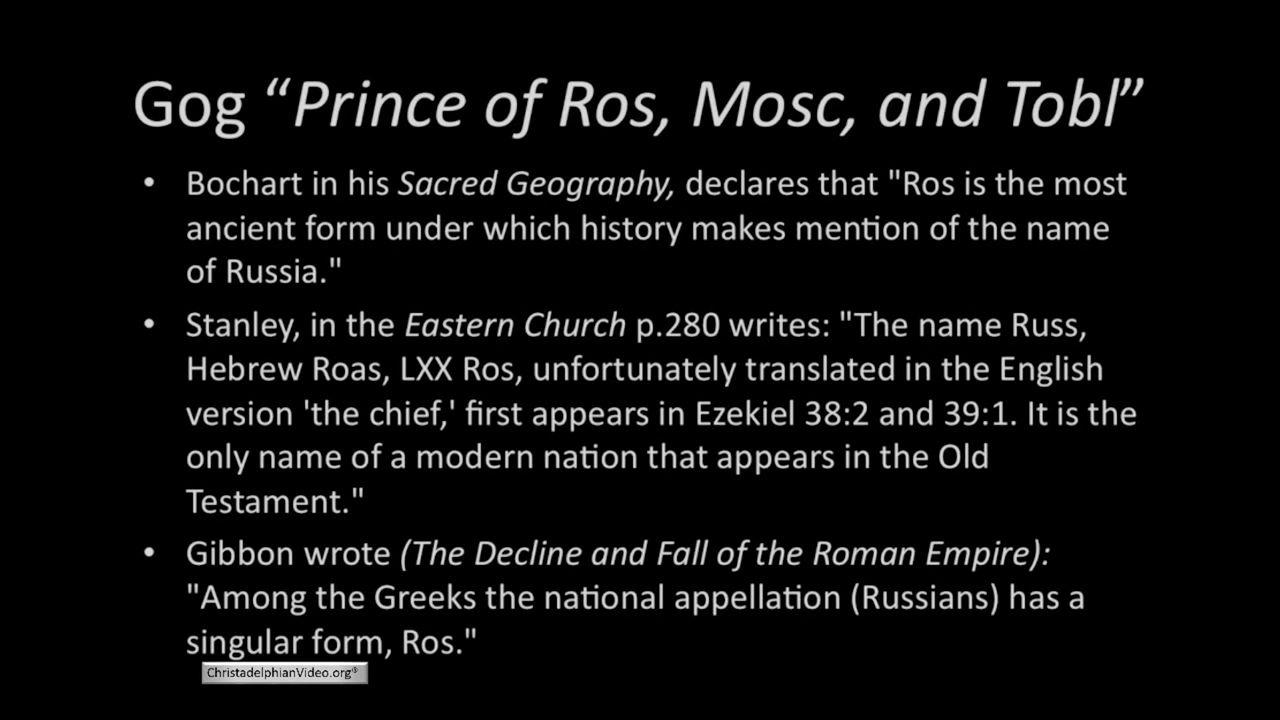 Gog “Prince of Ros, Mosc, and Tobl”
• Bochart in his Sacred Geography, declares that "Ros is the most
ancient form under which history makes mention of the name
of Russia."
• Stanley, in the Eastern Church p.280 writes: "The name Russ,
Hebrew Roas, LXX Ros, unfortunately translated in the English
version 'the chief,' first appears in Ezekiel 38:2 and 39:1. It is the
only name of a modern nation that appears in the Old
Testament."
• Gibbon wrote (The Decline and Fall of the Roman Empire):
"Among the Greeks the national appellation (Russians) has a
singular form, Ros."
ChristadelphianVideo.org®